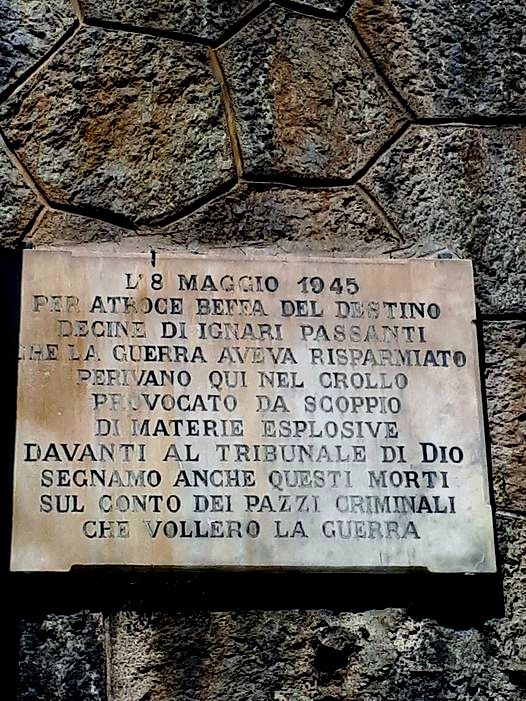 L'8 MAGGIO 1945
PER ATROCE BEFFA DEL DESTINO
DECINE DI IGNARI PASSANTI
CHE LA GUERRA AVEVA RISPARMIATO
PERIVANO QUI NEL CROLLO
PROVOCATO DA SCOPPIO
DI MATERIE ESPLOSIVE
DAVANTI AL TRIBUNALE DI DIO
SEGNAMO ANCHE QUESTI MORTI
SUL CONTO DEI PAZZI CRIMINALI
CHE VOLLERO LA GUERRA